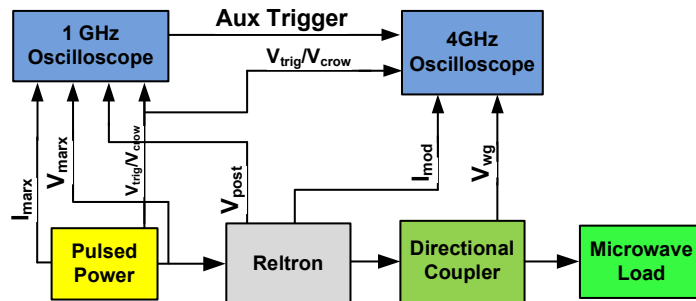 Aux Trigger
1 GHz
Oscilloscope
4GHz
Oscilloscope
Vtrig/Vcrow
Imarx
Vmarx
Vtrig/Vcrow
Vpost
Imod
Vwg
Pulsed
Power
Reltron
Directional
Coupler
Microwave
Load